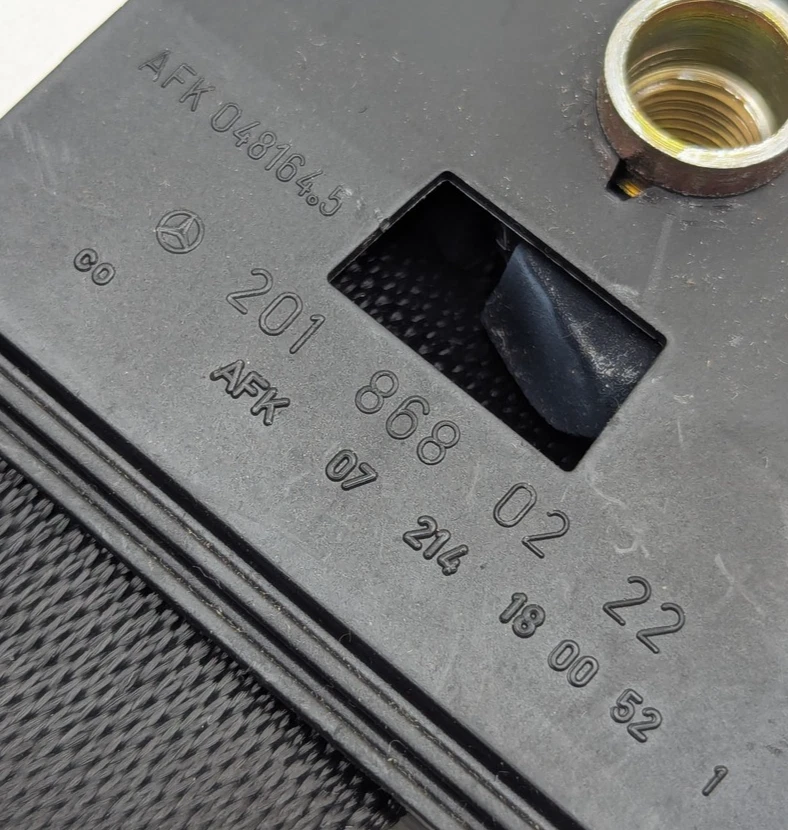 AFK 048164.5
201 868 02 22
co
AFK 07 214 18 00 52 1